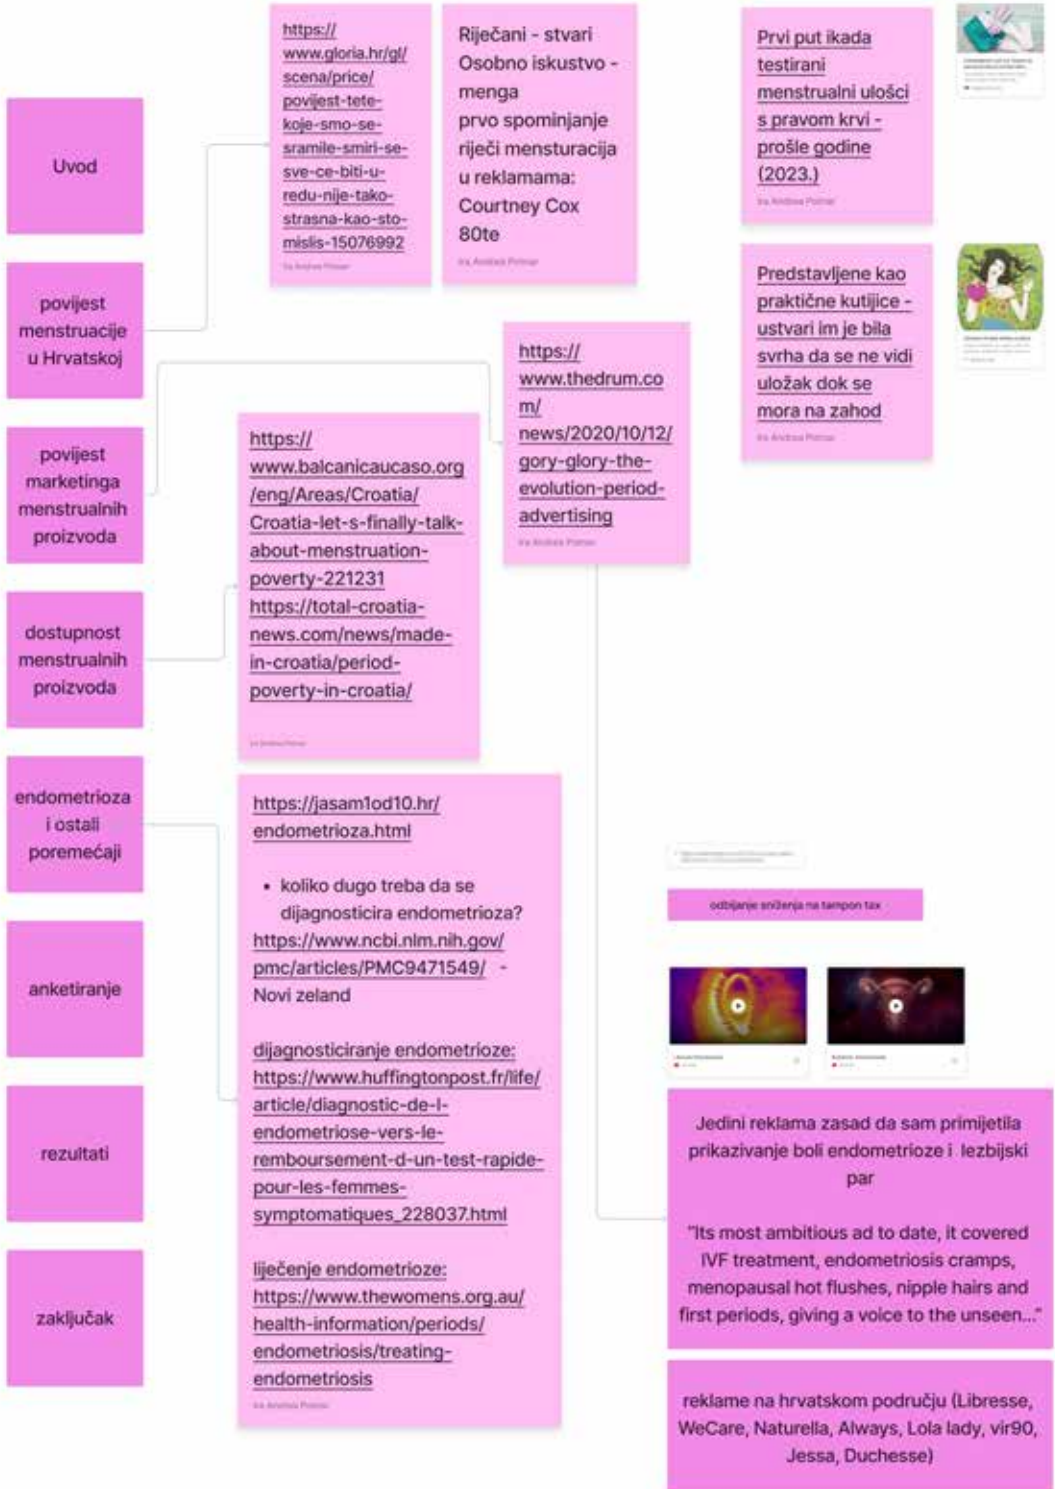 Uvod
povijest
menstruacije
u Hrvatskoj
povijest
marketinga
menstrualnih
proizvoda
dostupnost
menstrualnih
proizvoda
endometrioza
i ostali
poremećaji
anketiranje
rezultati
zaključak
https://
www.gloria.hr/gl/
scena/price/
povijest-tete-
koje-smo-se-
sramile-smiri-se-
sve-ce-biti-u-
redu-nije-tako-
strasna-kao-sto-
mislis-15076992
Ira Andrea Potnar
Riječani - stvari
Osobno iskustvo -
menga
prvo spominjanje
riječi mensturacija
u reklamama:
Courtney Cox
80te
Prvi put ikada
testirani
menstrualni ulošci
s pravom krvi -
prošle godine
(2023.)
Predstavljene kao
praktične kutijice -
ustvari im je bila
svrha da se ne vidi
uložak dok se
mora na zahod
https://
www.thedrum.co
m/
news/2020/10/12/
gory-glory-the-
evolution-period-
advertising
https://
www.balcanicaucaso.org
/eng/Areas/Croatia/
Croatia-let-s-finally-talk-
about-menstruation-
poverty-221231
https://total-croatia-
news.com/news/made-
in-croatia/period-
poverty-in-croatia/
https://jasam1od10.hr/
endometrioza.html
• koliko dugo treba da se
dijagnosticira endometrioza?
https://www.ncbi.nlm.nih.gov/
pmc/articles/PMC9471549/ -
Novi zeland
dijagnosticiranje endometrioze:
https://www.huffingtonpost.fr/life/
article/diagnostic-de-l-
endometriose-vers-le-
remboursement-d-un-test-rapide-
pour-les-femmes-
symptomatiques_228037.html
liječenje endometrioze:
https://www.thewomens.org.au/
health-information/periods/
endometriosis/treating-
endometriosis
odbijanje sniženja na tampon tax
Jedini reklama zasad da sam primijetila
prikazivanje boli endometrioze i lezbijski
par
"Its most ambitious ad to date, it covered
IVF treatment, endometriosis cramps,
menopausal hot flushes, nipple hairs and
first periods, giving a voice to the unseen..."
reklame na hrvatskom području (Libresse,
WeCare, Naturella, Always, Lola lady, vir90,
Jessa, Duchesse)